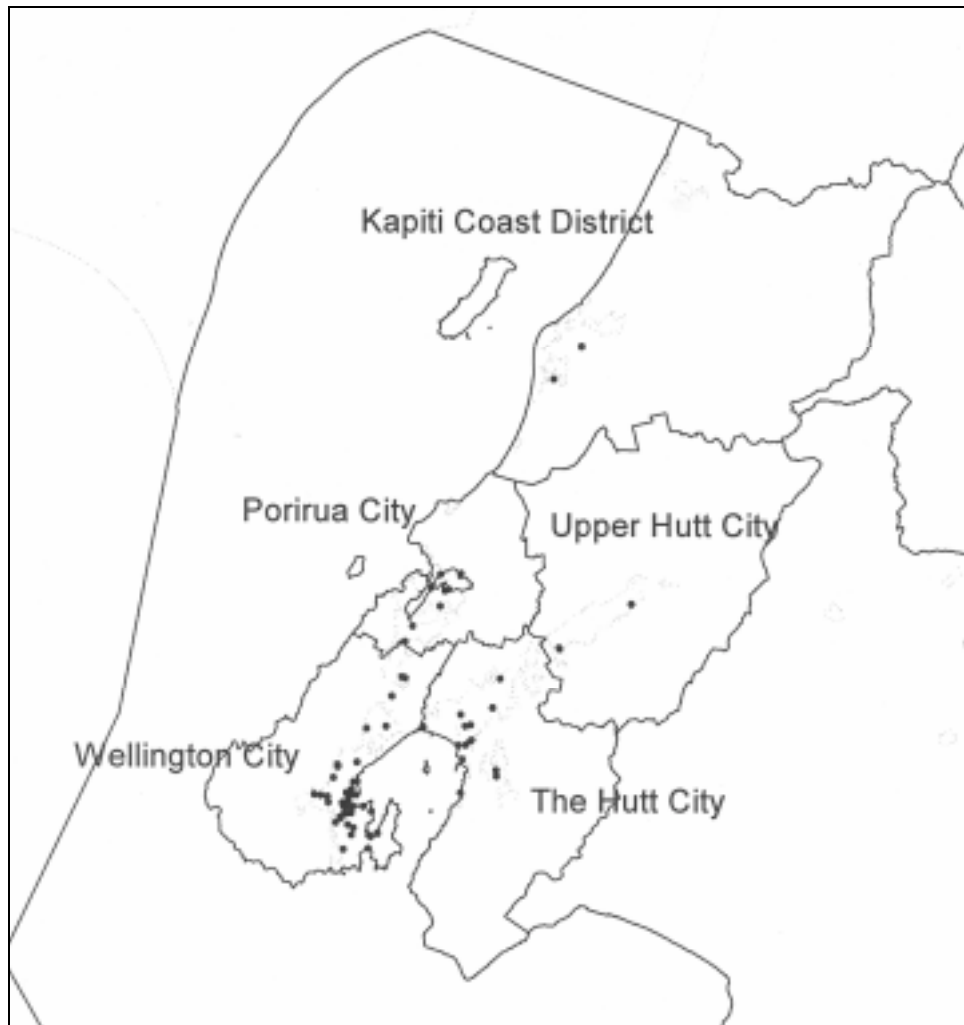 Kapiti Coast District
Porirua City
Upper Hutt City
Wellington City
The Hutt City